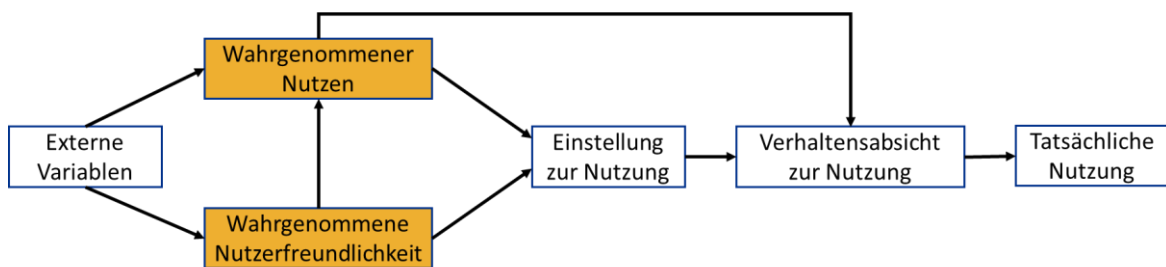 Wahrgenommener
Nutzen
Externe
Variablen
Einstellung
zur Nutzung
Verhaltensabsicht
zur Nutzung
Tatsächliche
Nutzung
Wahrgenommene
Nutzerfreundlichkeit